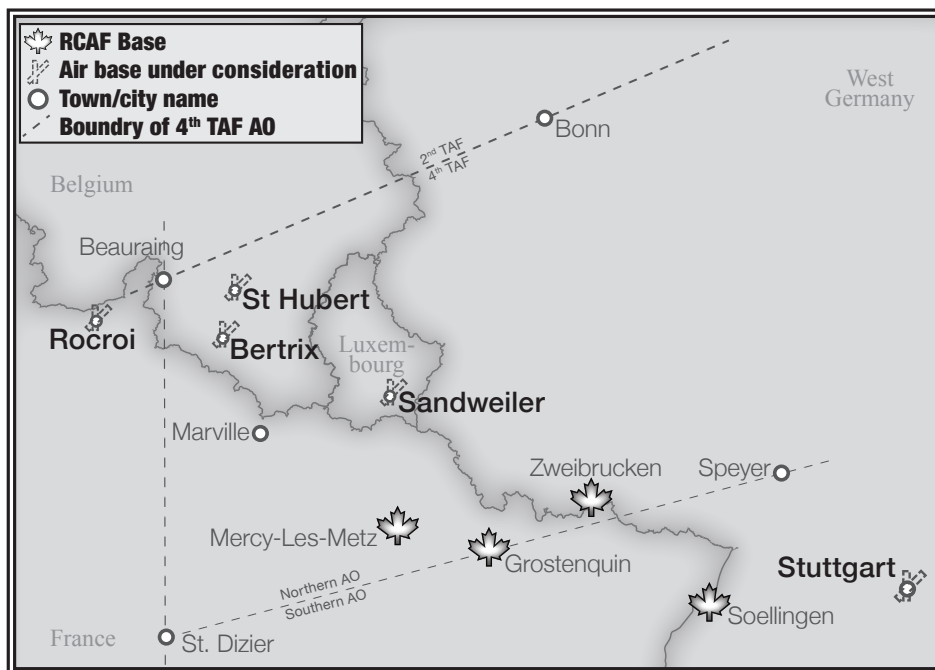 RCAF Base
Air base under consideration
Town/city name
Boundry of 4th TAF AO
West
Germany
Bonn
2nd TAF
4th TAF
Belgium
Beauraing
St Hubert
Rocroi
Bertrix
Luxem-
bourg
Sandweiler
Marville
Zweibrucken
Speyer
Mercy-Les-Metz
Grostenquin
Stuttgart
Northern AO
Southern AO
Soellingen
France
St. Dizier